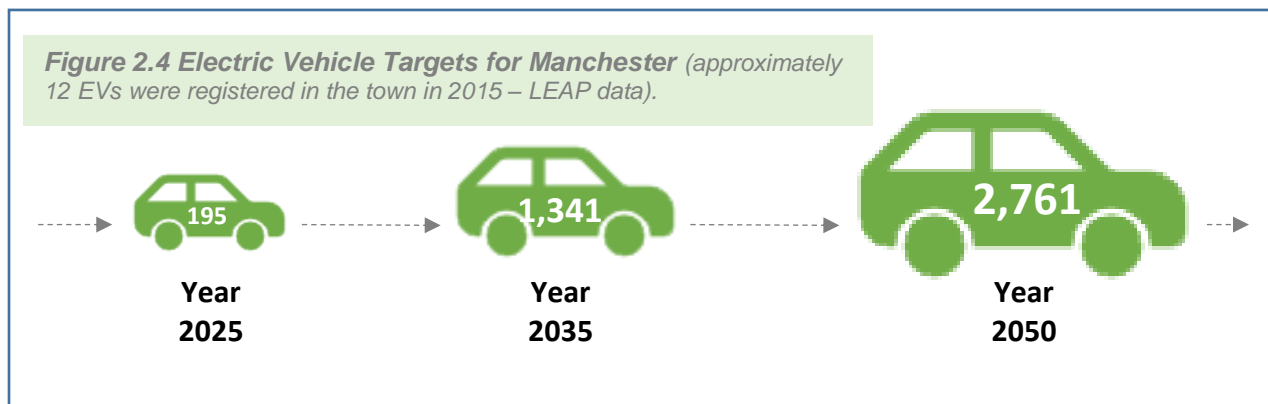 Figure 2.4 Electric Vehicle Targets for Manchester (approximately
12 EVs were registered in the town in 2015 – LEAP data).
195
1,341
2,761
Year
2025
Year
2035
Year
2050